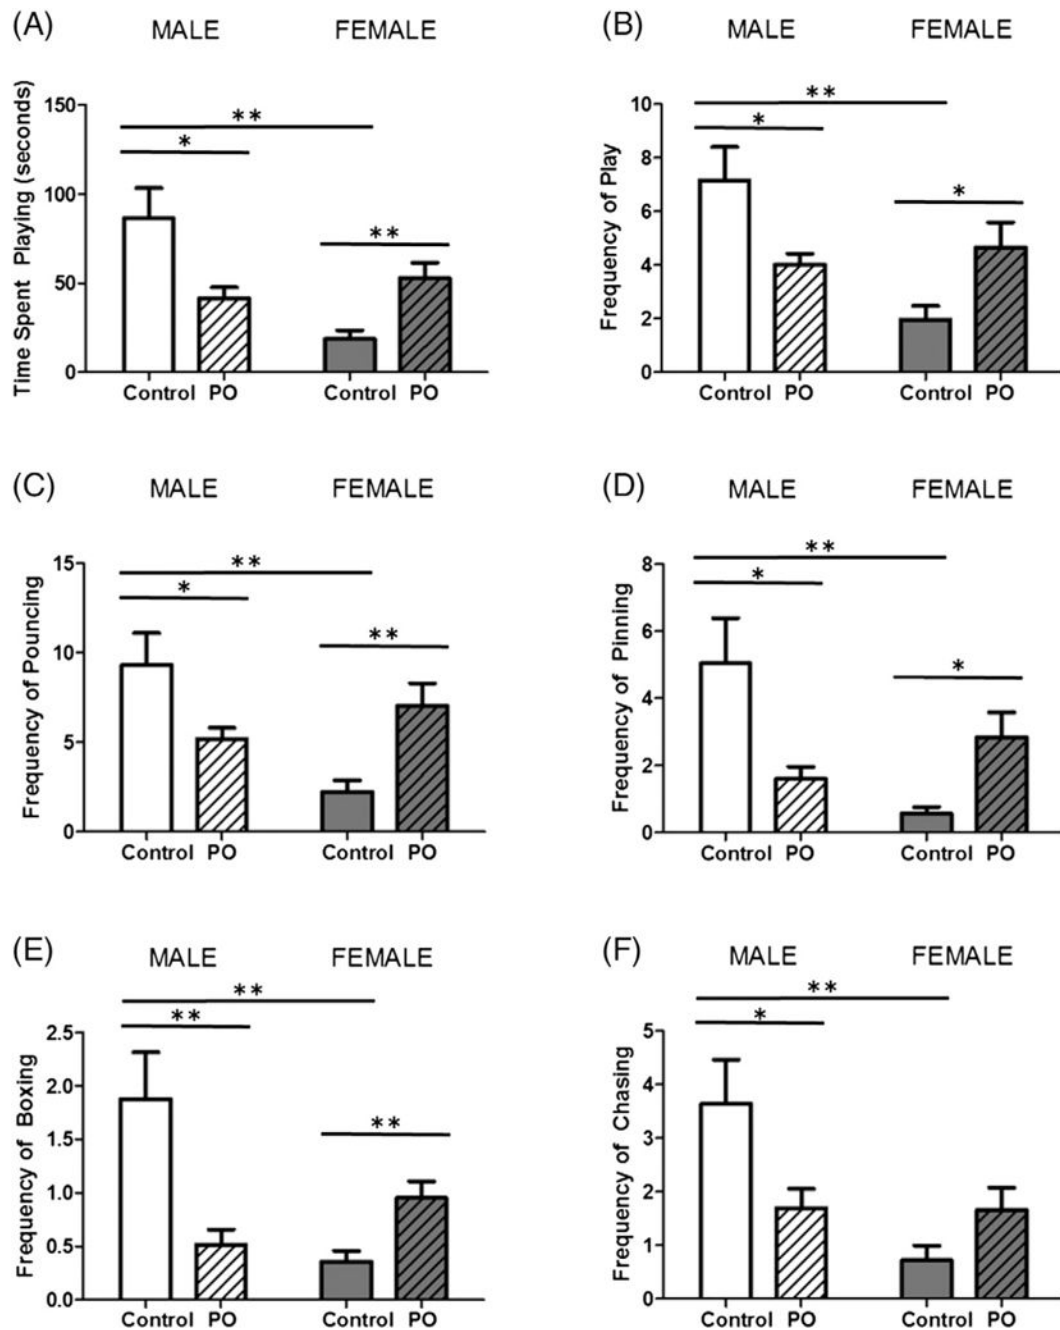 (A) MALE FEMALE
Time Spent Playing (seconds)
150
100
50
0
**
*
**
Control PO Control PO
(B) MALE FEMALE
Frequency of Play
10
8
6
4
2
0
**
*
*
Control PO Control PO
(C) MALE FEMALE
Frequency of Pouncing
15
10
5
0
**
*
**
Control PO Control PO
(D) MALE FEMALE
Frequency of Pinning
8
6
4
2
0
**
*
*
Control PO Control PO
(E) MALE FEMALE
Frequency of Boxing
2.5
2.0
1.5
1.0
0.5
0.0
**
**
**
Control PO Control PO
(F) MALE FEMALE
Frequency of Chasing
5
4
3
2
1
0
**
*
Control PO Control PO